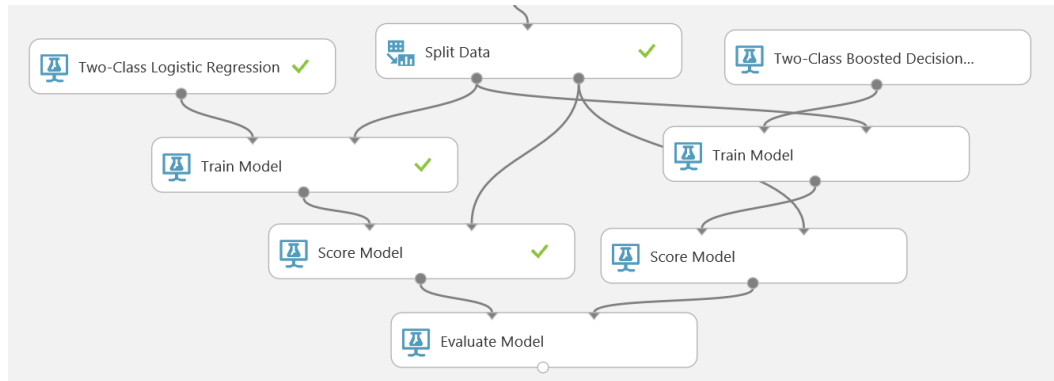 Two-Class Logistic Regression
Split Data
Two-Class Boosted Decision...
Train Model
Train Model
Score Model
Score Model
Evaluate Model